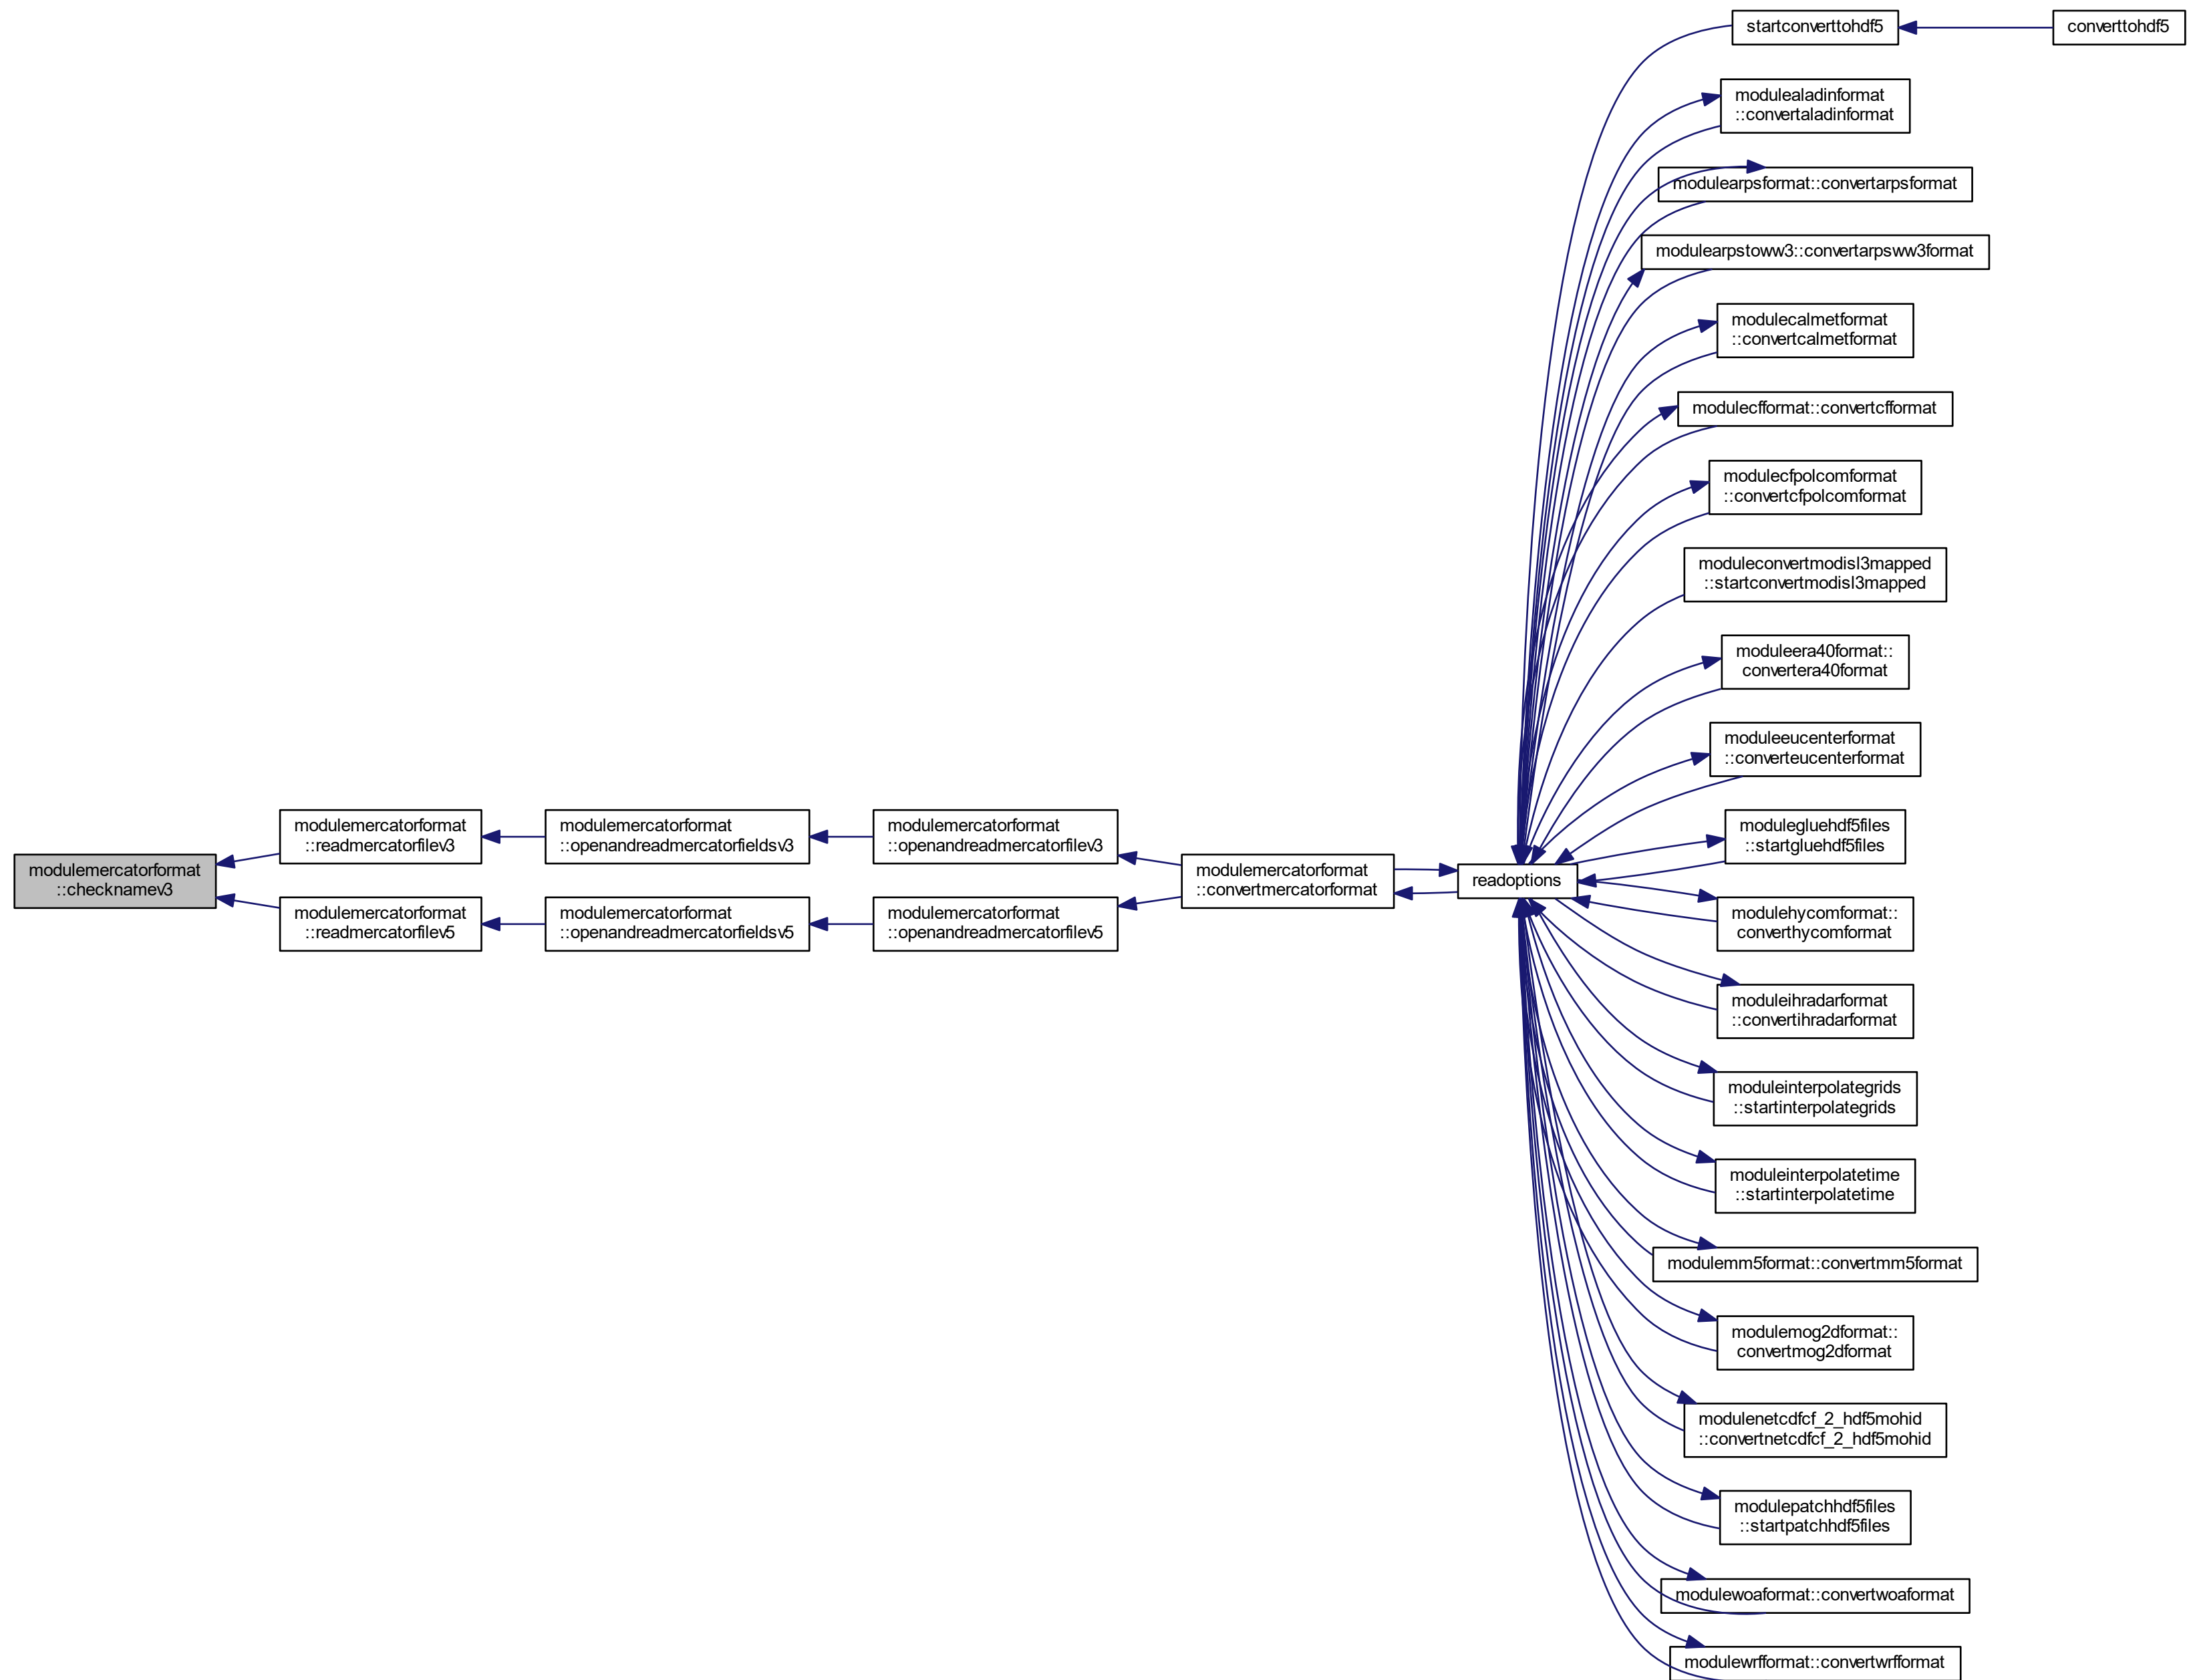 startconverttohdf5
converttohdf5
modulealadinformat
::convertaladinformat
modulearpsformat::convertarpsformat
modulearpstoww3::convertarpsww3format
modulecalmetformat
::convertcalmetformat
modulecfformat::convertcfformat
modulecfpolcomformat
::convertcfpolcomformat
moduleconvertmodisl3mapped
::startconvertmodisl3mapped
moduleera40format::
convertera40format
moduleeucenterformat
::converteucenterformat
modulegluehdf5files
::startgluehdf5files
modulemercatorformat
::checknamev3
modulemercatorformat
::readmercatorfilev3
modulemercatorformat
::openandreadmercatorfieldsv3
modulemercatorformat
::openandreadmercatorfilev3
modulemercatorformat
::readmercatorfilev5
modulemercatorformat
::openandreadmercatorfieldsv5
modulemercatorformat
::openandreadmercatorfilev5
modulemercatorformat
::convertmercatorformat
readoptions
modulehycomformat::
converthycomformat
moduleihradarformat
::convertihradarformat
moduleinterpolategrids
::startinterpolategrids
moduleinterpolatetime
::startinterpolatetime
modulemm5format::convertmm5format
modulemog2dformat::
convertmog2dformat
modulenetcdfcf_2_hdf5mohid
::convertnetcdfcf_2_hdf5mohid
modulepatchhdf5files
::startpatchhdf5files
modulewoaformat::convertwoaformat
modulewrfformat::convertwrfformat